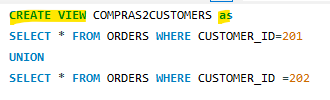 CREATE VIEW COMPRAS2CUSTOMERS as
SELECT * FROM ORDERS WHERE CUSTOMER_ID=201
UNION
SELECT * FROM ORDERS WHERE CUSTOMER_ID =202